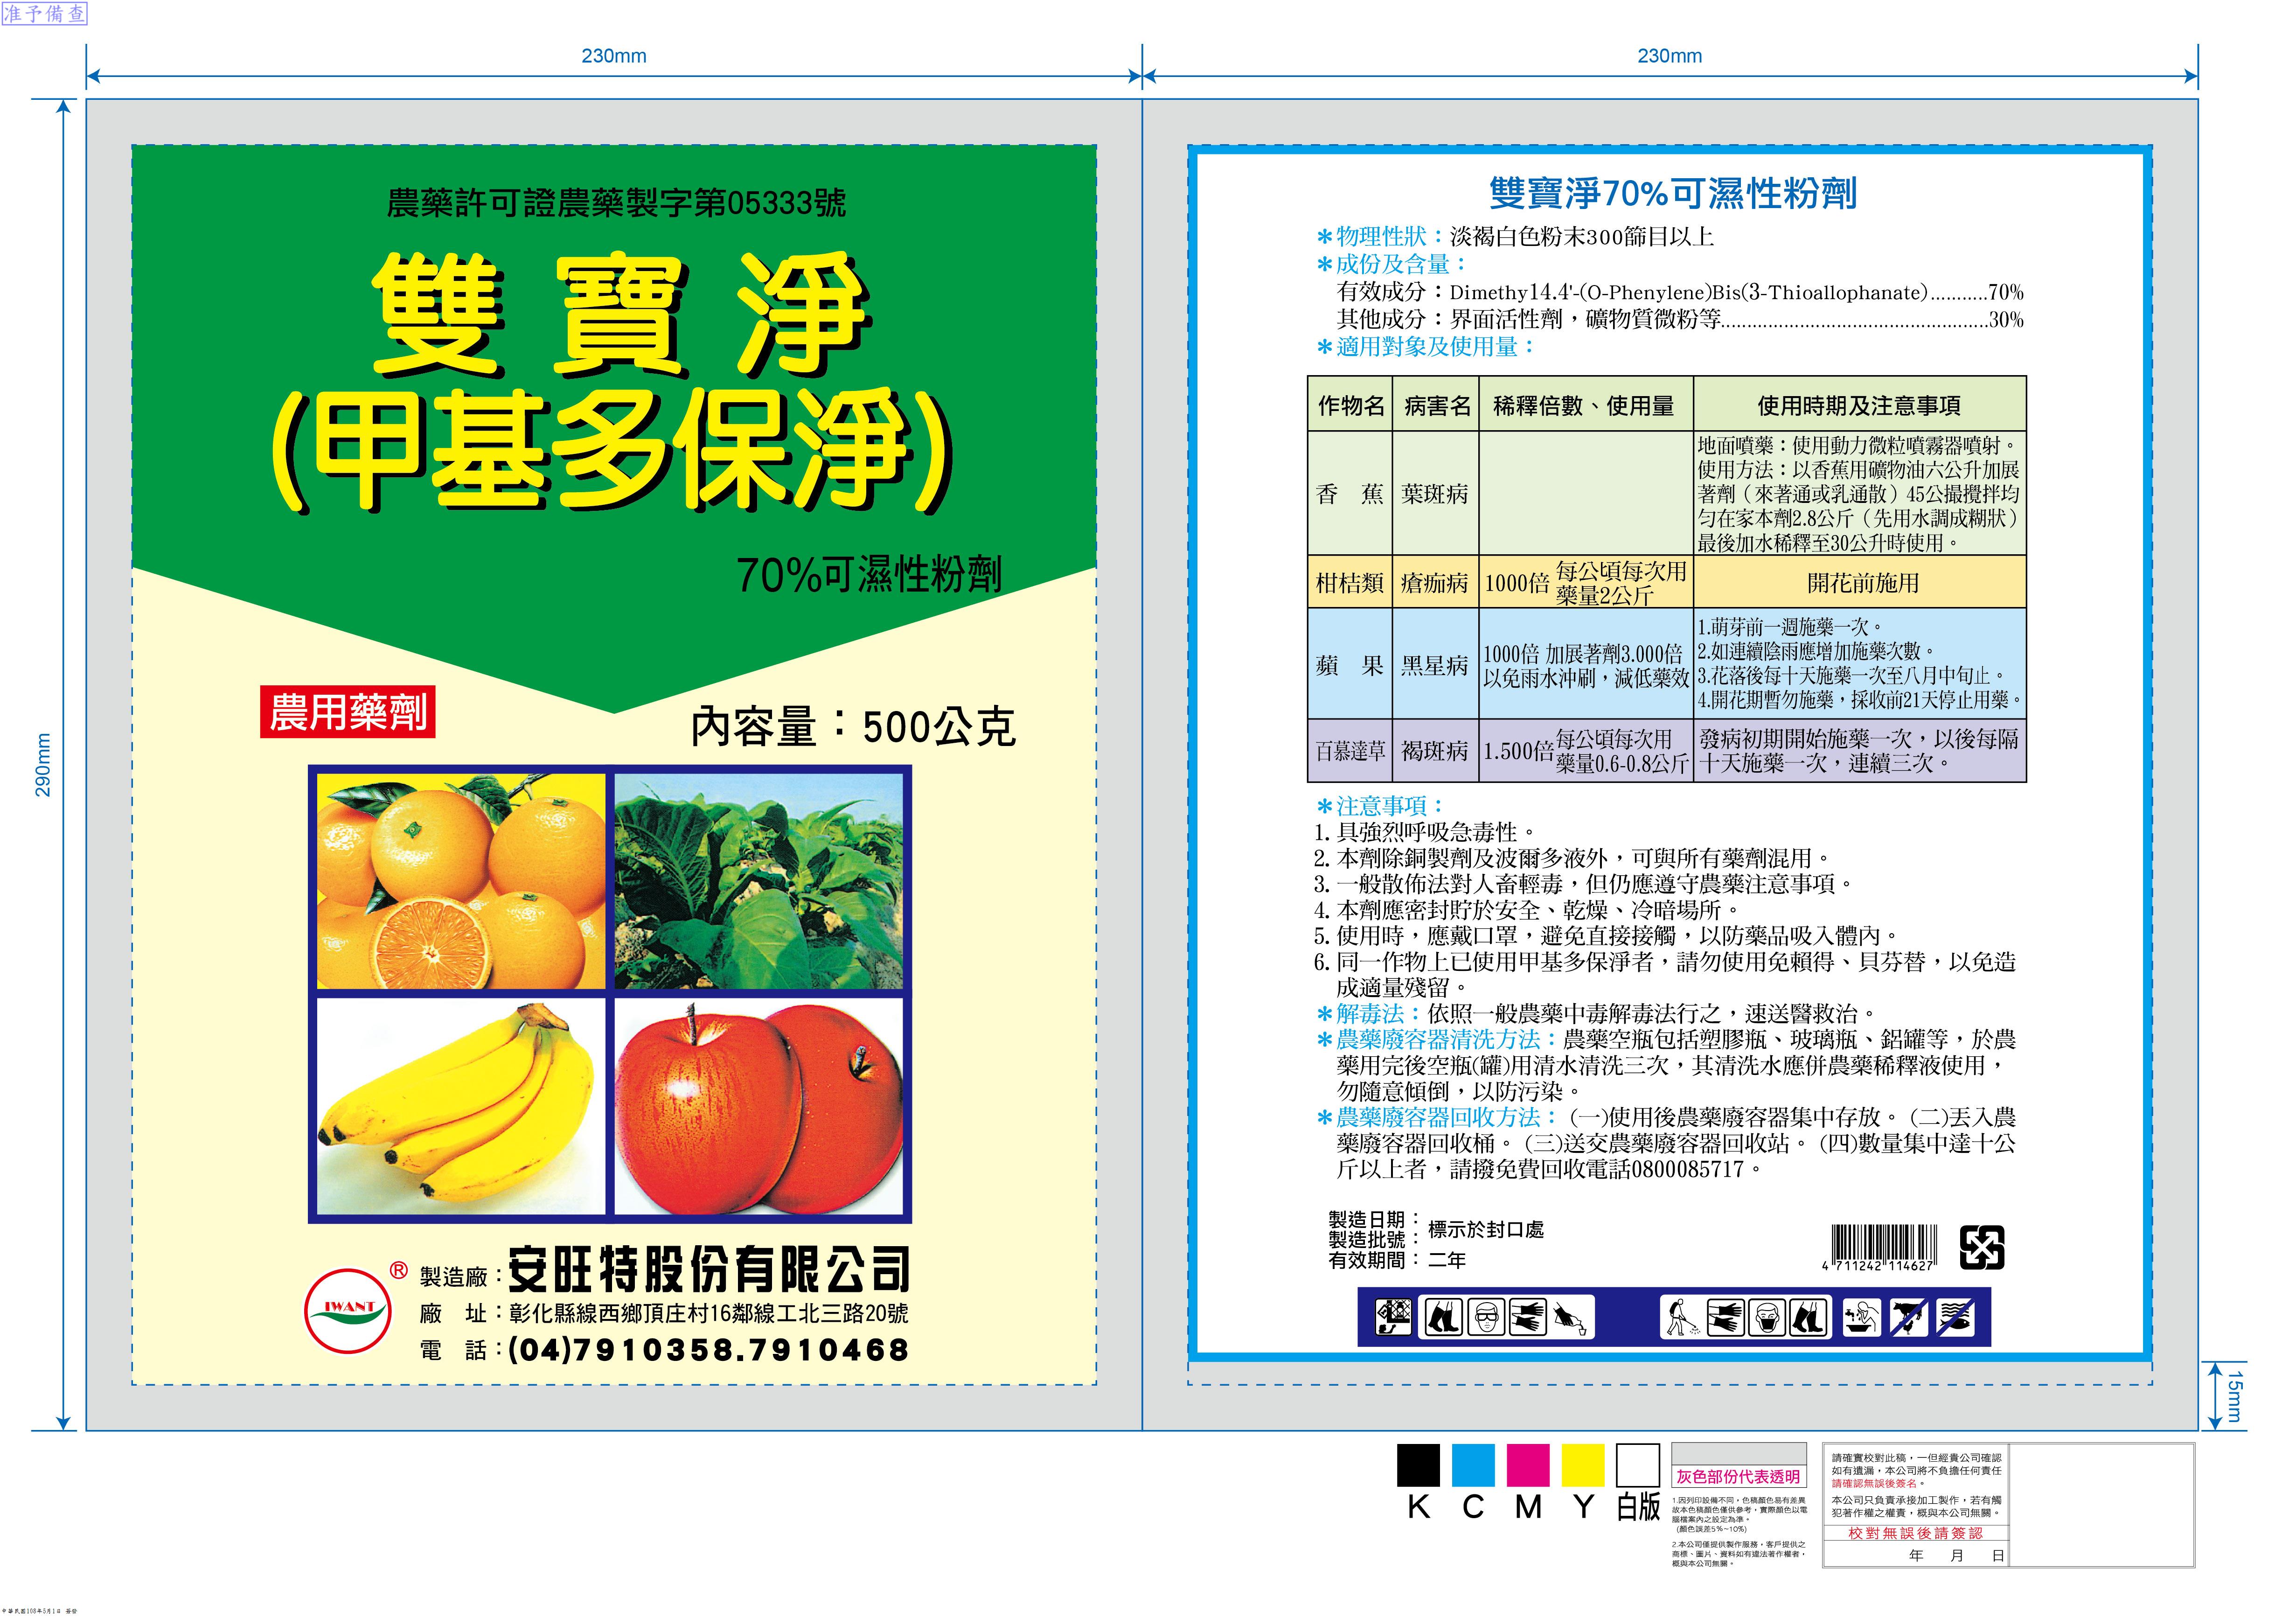 准予備查
230mm
230mm
290mm
農藥許可證農藥製字第05333號
雙寶淨
(甲基多保淨)
70%可濕性粉劑
農用藥劑
內容量：500公克
IWANT
®
製造廠：安旺特股份有限公司
廠　址：彰化縣線西鄉頂庄村16鄰線工北三路20號
電　話：(04)7910358.7910468
雙寶淨70%可濕性粉劑
＊物理性狀：淡褐白色粉末300篩目以上
＊成份及含量：
有效成分：Dimethy14.4'-(O-Phenylene)Bis(3-Thioallophanate)...........70%
其他成分：界面活性劑，礦物質微粉等...................................................30%
＊適用對象及使用量：
作物名 病害名 稀釋倍數、使用量 使用時期及注意事項
香　蕉 葉斑病
地面噴藥：使用動力微粒噴霧器噴射。
使用方法：以香蕉用礦物油六公升加展
著劑（來著通或乳通散）45公撮攪拌均
勻在家本劑2.8公斤（先用水調成糊狀）
最後加水稀釋至30公升時使用。
柑桔類 瘡痂病 1000倍 每公頃每次用
藥量2公斤
開花前施用
蘋　果 黑星病
1000倍 加展著劑3.000倍
以免雨水沖刷，減低藥效
1.萌芽前一週施藥一次。
2.如連續陰雨應增加施藥次數。
3.花落後每十天施藥一次至八月中旬止。
4.開花期暫勿施藥，採收前21天停止用藥。
百慕達草 褐斑病 1.500倍 每公頃每次用
藥量0.6-0.8公斤
發病初期開始施藥一次，以後每隔
十天施藥一次，連續三次。
＊注意事項：
1. 具強烈呼吸急毒性。
2. 本劑除銅製劑及波爾多液外，可與所有藥劑混用。
3. 一般散佈法對人畜輕毒，但仍應遵守農藥注意事項。
4. 本劑應密封貯於安全、乾燥、冷暗場所。
5. 使用時，應戴口罩，避免直接接觸，以防藥品吸入體內。
6. 同一作物上已使用甲基多保淨者，請勿使用免賴得、貝芬替，以免造
成適量殘留。
＊解毒法：依照一般農藥中毒解毒法行之，速送醫救治。
＊農藥廢容器清洗方法：農藥空瓶包括塑膠瓶、玻璃瓶、鋁罐等，於農
藥用完後空瓶(罐)用清水清洗三次，其清洗水應併農藥稀釋液使用，
勿隨意傾倒，以防污染。
＊農藥廢容器回收方法：(一)使用後農藥廢容器集中存放。(二)丟入農
藥廢容器回收桶。(三)送交農藥廢容器回收站。(四)數量集中達十公
斤以上者，請撥免費回收電話0800085717。
製造日期：
製造批號：
標示於封口處
有效期間：二年
4 711242 114627
15mm
K C M Y 白版
灰色部份代表透明
1.因列印設備不同，色稿顏色易有差異
故本色稿顏色僅供參考，實際顏色以電
腦檔案內之設定為準。
(顏色誤差5%~10%)
2.本公司僅提供製作服務，客戶提供之
商標、圖片、資料如有違法著作權者，
概與本公司無關。
請確實校對此稿，一但經貴公司確認
如有遺漏，本公司將不負擔任何責任
請確認無誤後簽名。
本公司只負責承接加工製作，若有觸
犯著作權之權責，概與本公司無關。
校對無誤後請簽認
年　月　日
中華民國108年5月1日